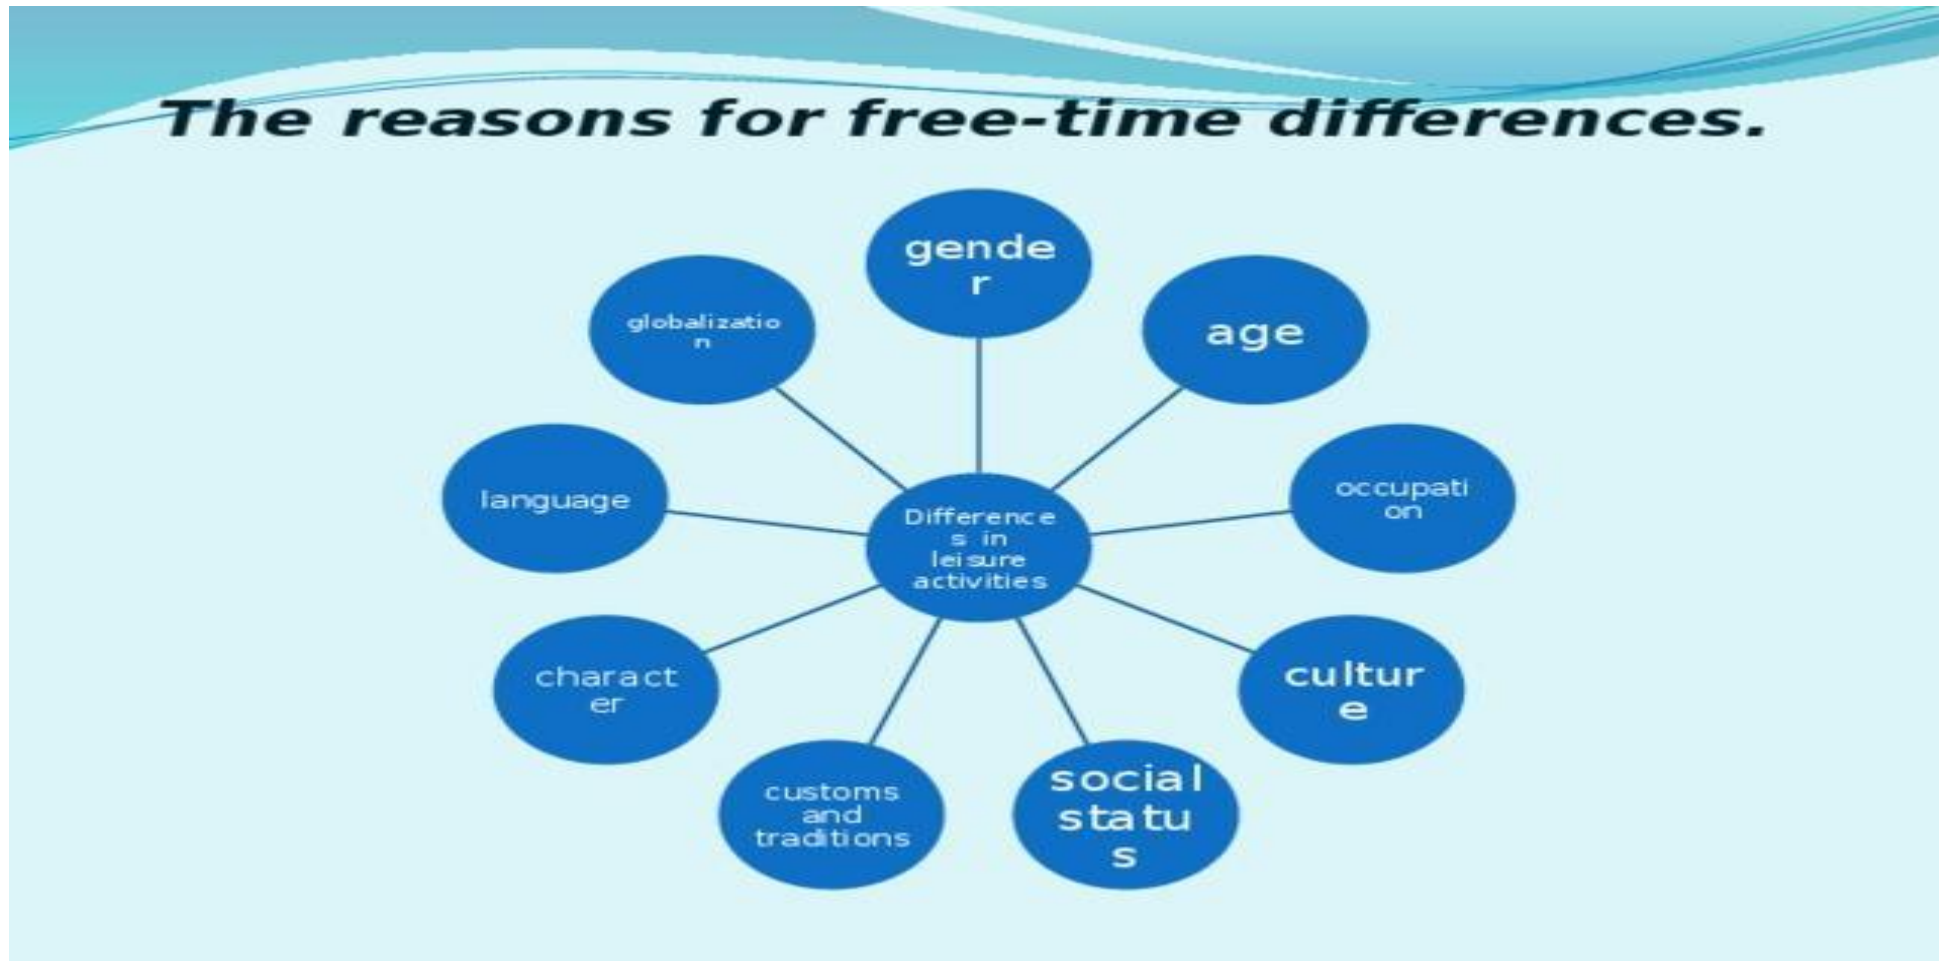 The reasons for free-time differences.
gende
r
age
occupati
on
cultur
e
social
statu
s
customs
and
traditions
charact
er
language
globalizatio
n
Difference
s in
leisure
activities